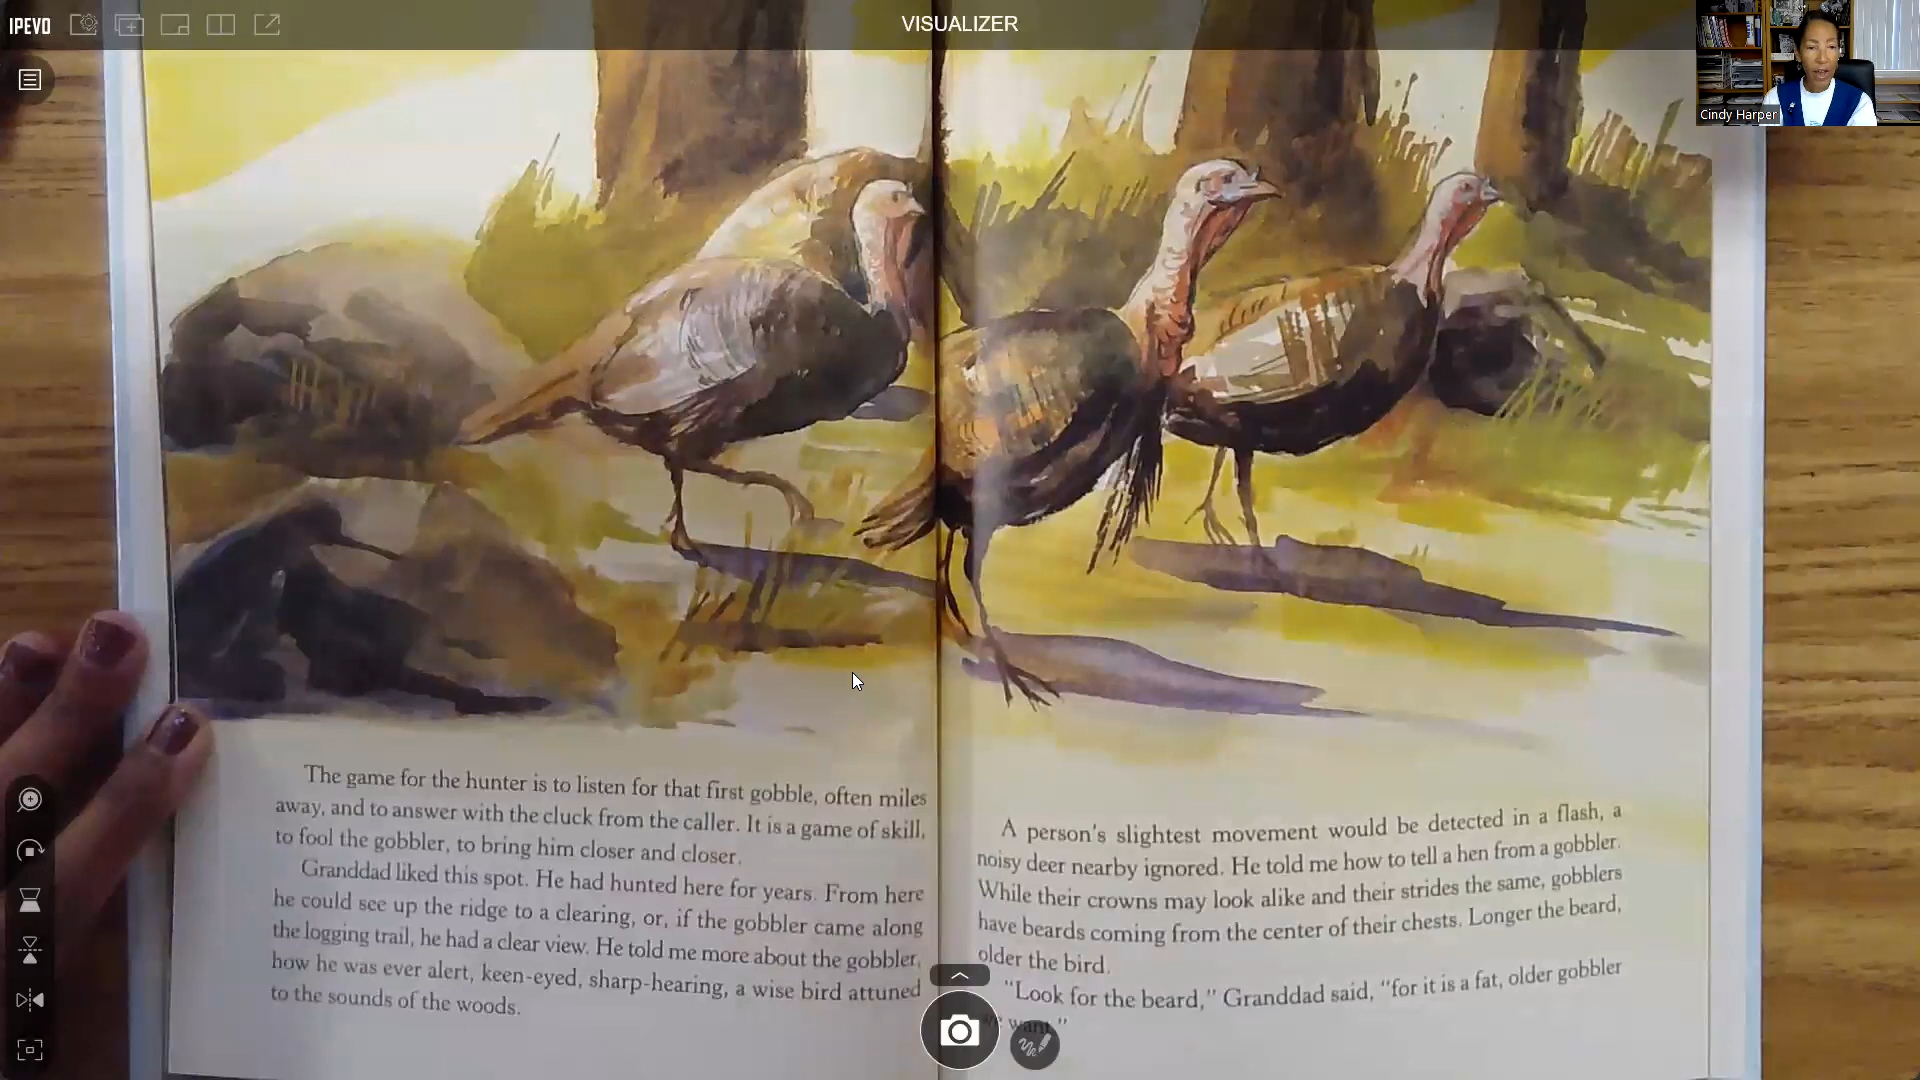 IPEVO
VISUALIZER
Cindy Harper
The game for the hunter is to listen for that first gobble, often miles
away, and to answer with the cluck from the caller. It is a game of skill,
to fool the gobbler, to bring him closer and closer.
Granddad liked this spot. He had hunted here for years. From here
he could see up the ridge to a clearing, or, if the gobbler came along
the logging trail, he had a clear view. He told me more about the gobbler,
how he was ever alert, keen-eyed, sharp-hearing, a wise bird attuned
to the sounds of the woods.
A person's slightest movement would be detected in a flash, a
noisy deer nearby ignored. He told me how to tell a hen from a gobbler.
While their crowns may look alike and their strides the same, gobblers
have beards coming from the center of their chests. Longer the beard,
older the bird.
"Look for the beard," Granddad said, "for it is a fat, older gobbler
want."